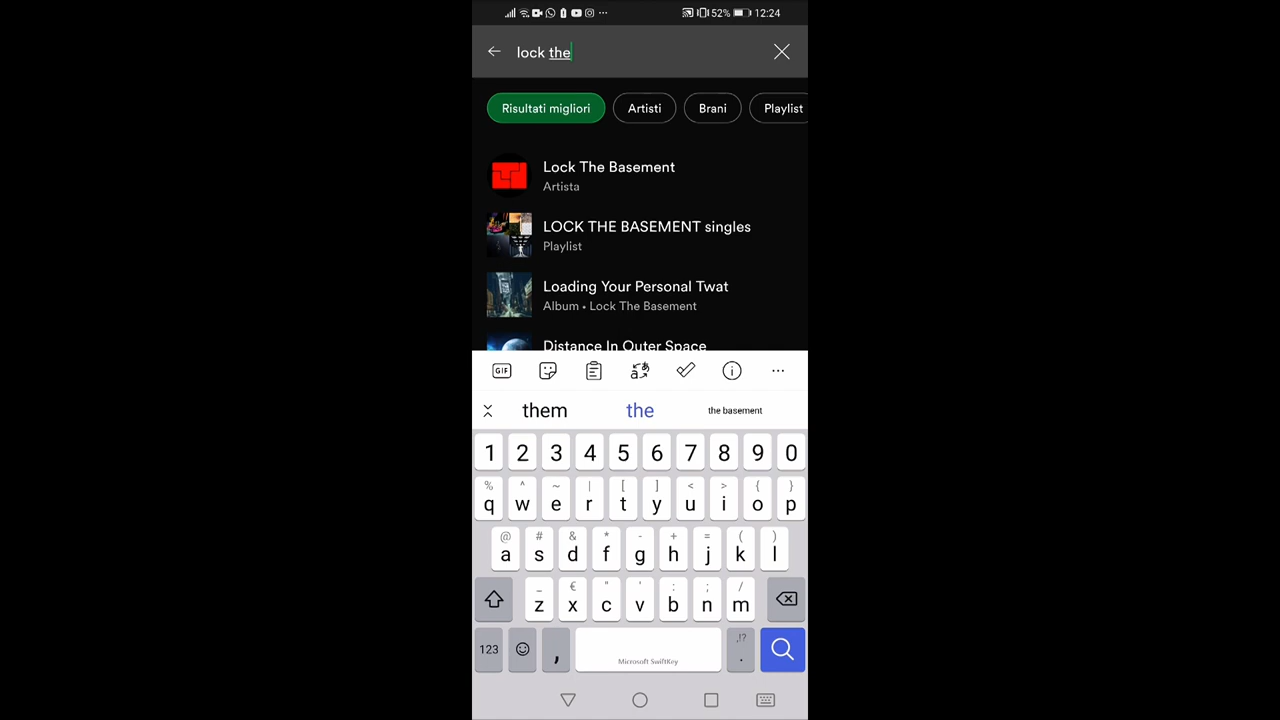 52% 12:24
lock the
Risultati migliori Artisti Brani Playlist
Lock The Basement
Artista
LOCK THE BASEMENT singles
Playlist
Loading Your Personal Twat
Album • Lock The Basement
Distance In Outer Space
GIF
them the the basement
1 2 3 4 5 6 7 8 9 0
% ^ ~ | [ ] < > { }
q w e r t y u i o p
@ # & * - + = ( )
a s d f g h j k l
_ € " ' : ; /
z x c v b n m
123 , Microsoft SwiftKey ,!? .